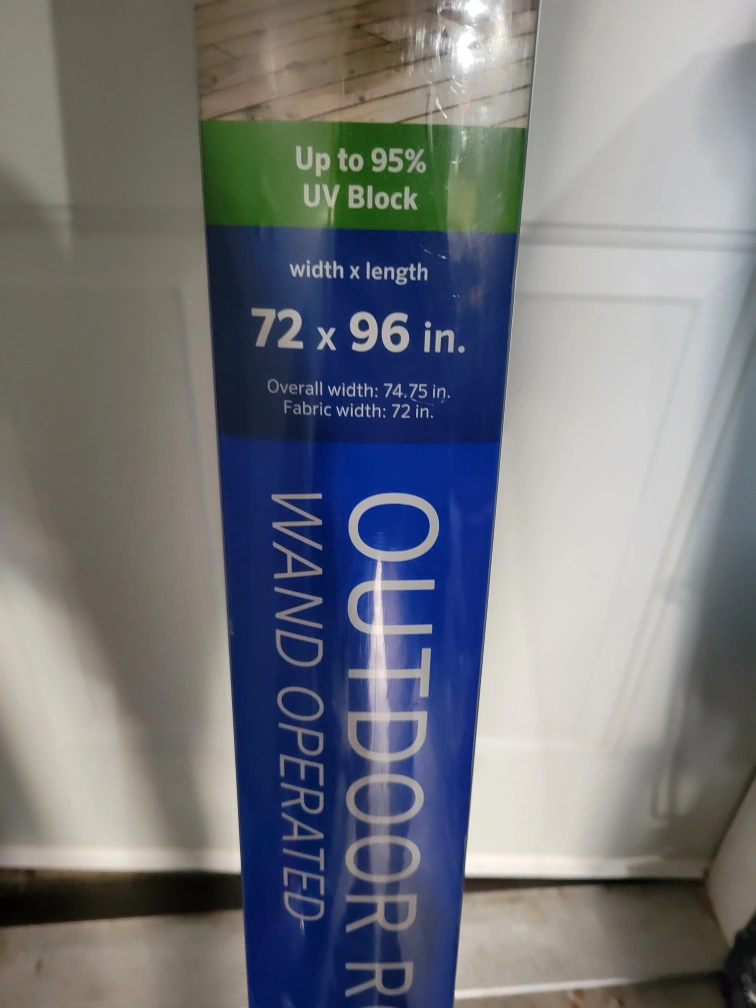 Up to 95%
UV Block
width x length
72 x 96 in.
Overall width: 74.75 in.
Fabric width: 72 in.
OUTDOOR R
WAND OPERATED